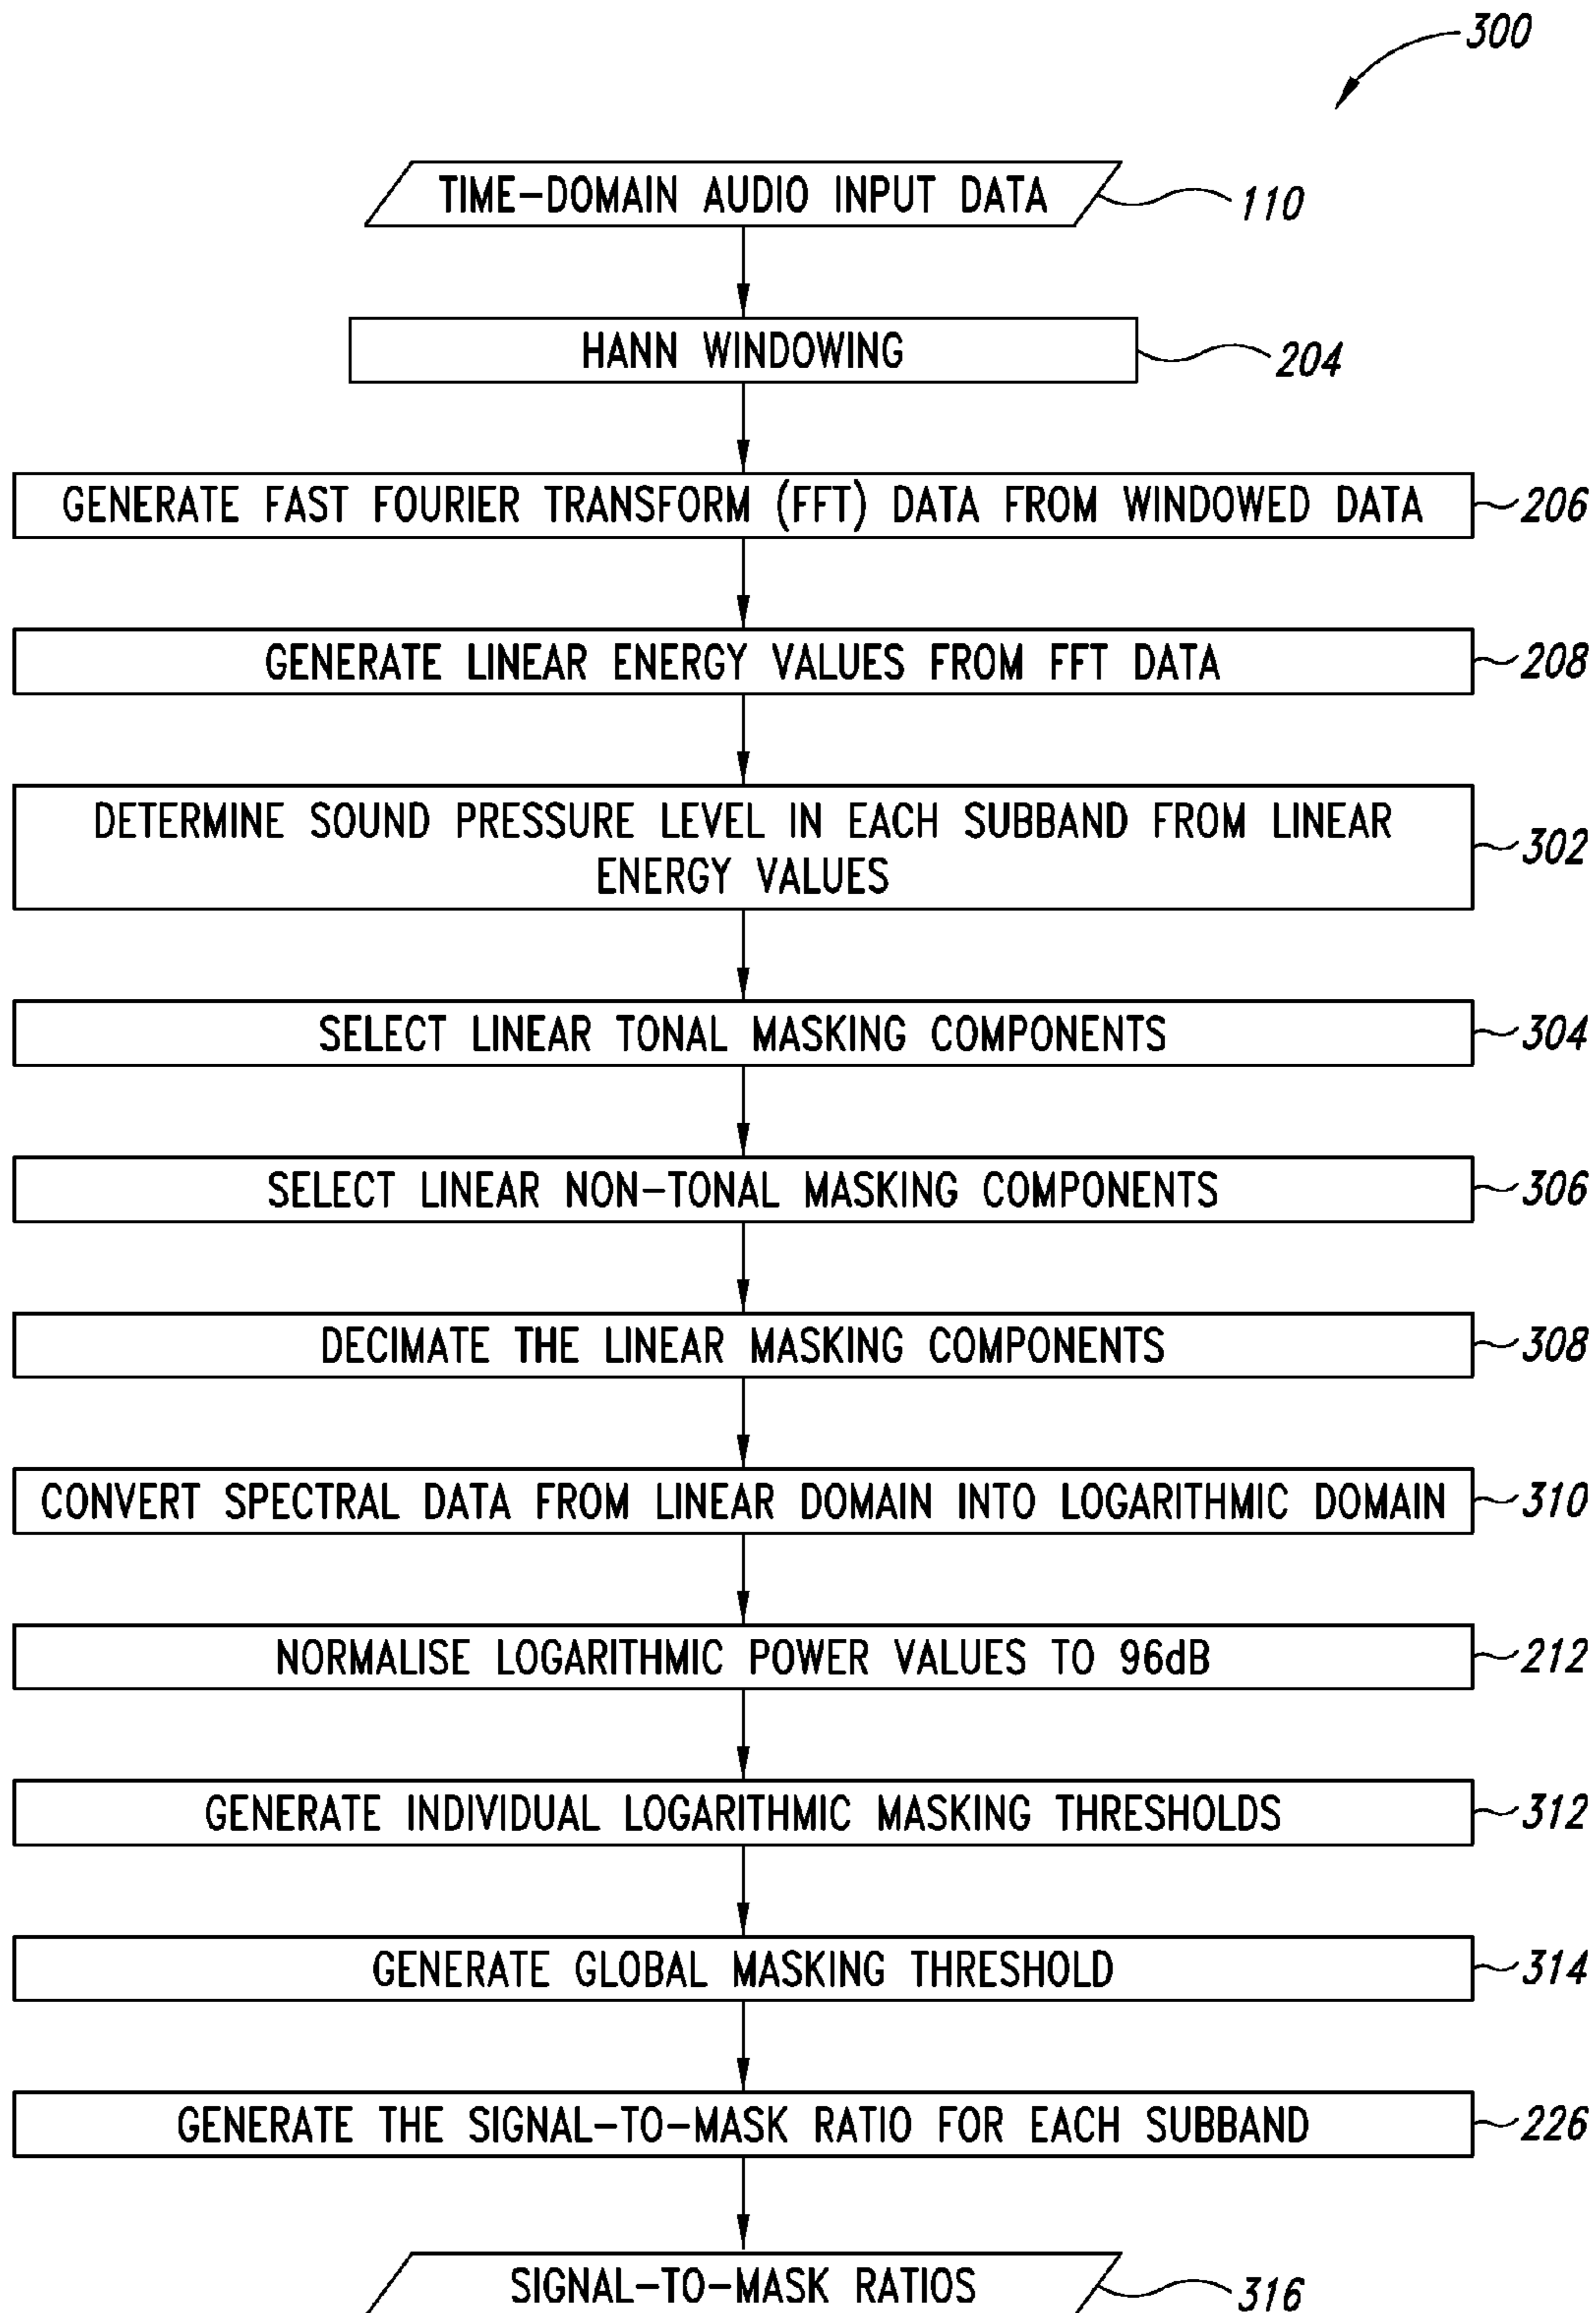 300
TIME-DOMAIN AUDIO INPUT DATA
110
HANN WINDOWING
204
GENERATE FAST FOURIER TRANSFORM (FFT) DATA FROM WINDOWED DATA
206
GENERATE LINEAR ENERGY VALUES FROM FFT DATA
208
DETERMINE SOUND PRESSURE LEVEL IN EACH SUBBAND FROM LINEAR
ENERGY VALUES
302
SELECT LINEAR TONAL MASKING COMPONENTS
304
SELECT LINEAR NON-TONAL MASKING COMPONENTS
306
DECIMATE THE LINEAR MASKING COMPONENTS
308
CONVERT SPECTRAL DATA FROM LINEAR DOMAIN INTO LOGARITHMIC DOMAIN
310
NORMALISE LOGARITHMIC POWER VALUES TO 96dB
212
GENERATE INDIVIDUAL LOGARITHMIC MASKING THRESHOLDS
312
GENERATE GLOBAL MASKING THRESHOLD
314
GENERATE THE SIGNAL-TO-MASK RATIO FOR EACH SUBBAND
226
SIGNAL-TO-MASK RATIOS
316